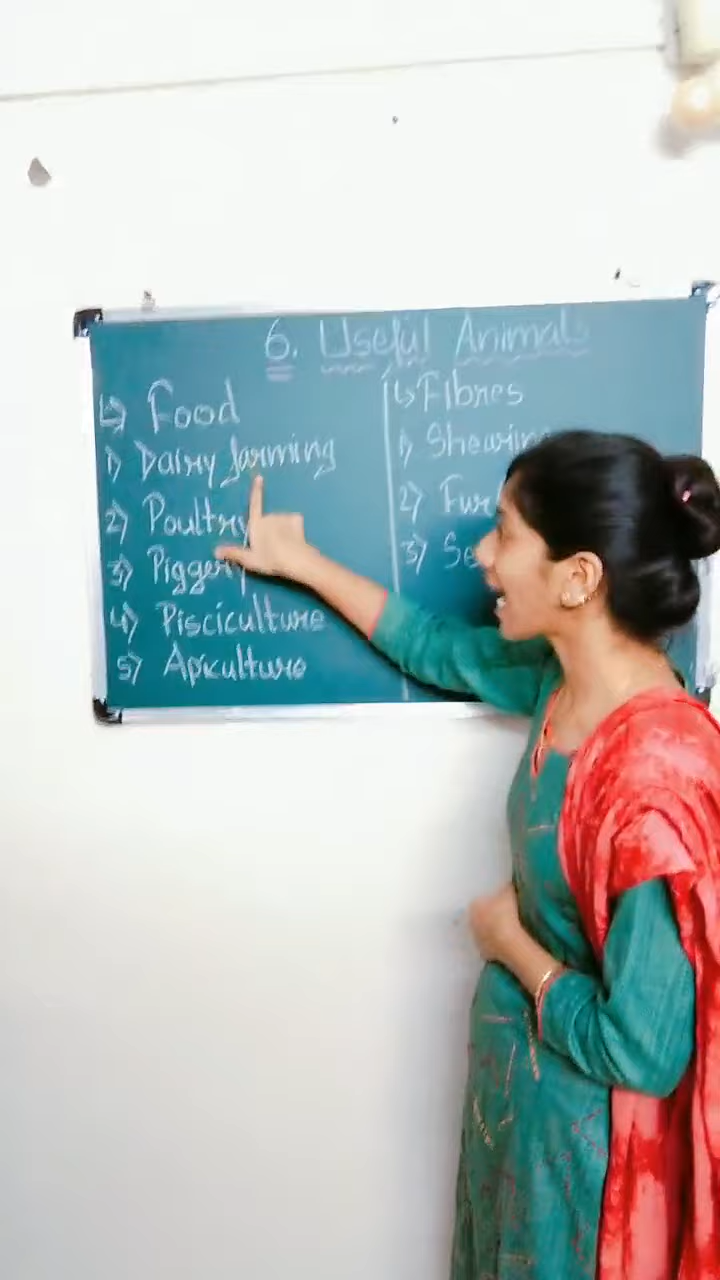 6. Useful Animals
↳ Food
1) Dairy farming
2) Poultry
3) Piggery
4) Pisciculture
5) Apiculture
↳ Fibres
1) Shearing
2) Fur
3) Se